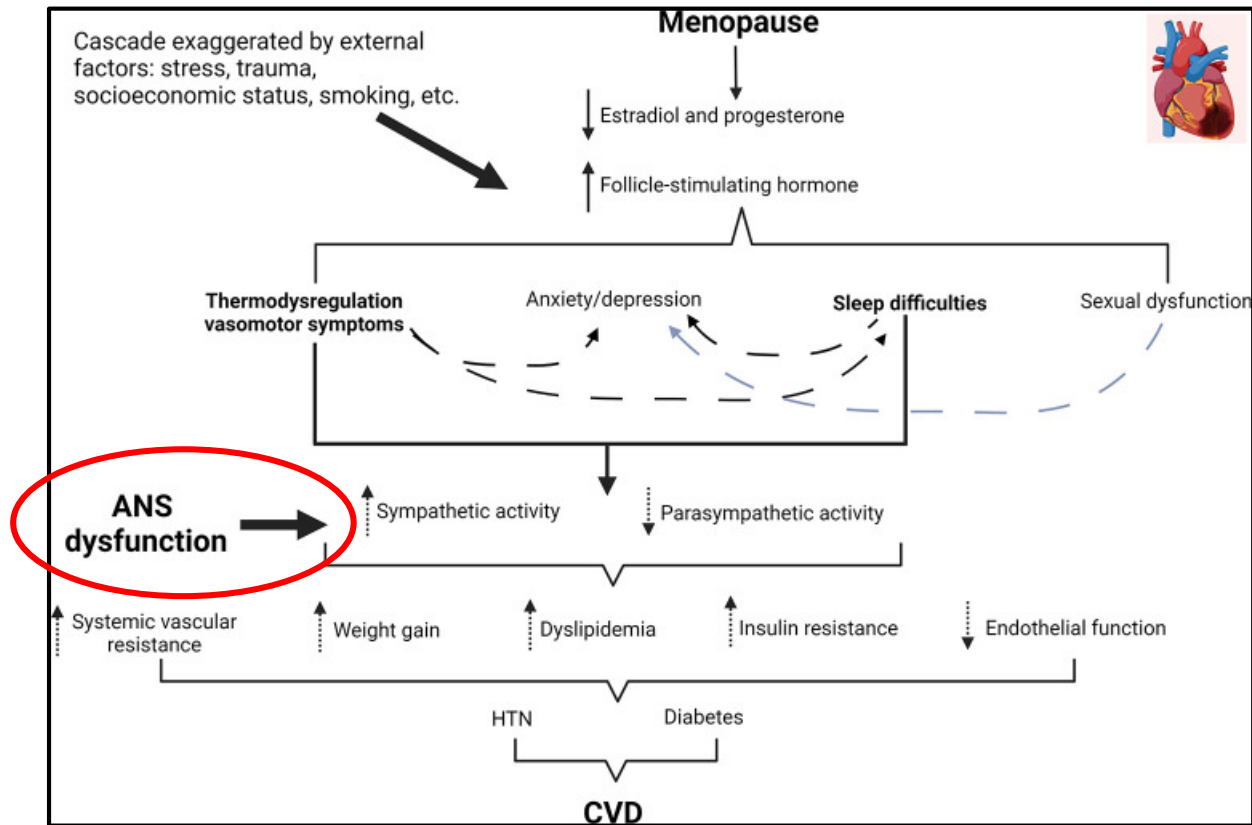 Menopause
Cascade exaggerated by external
factors: stress, trauma,
socioeconomic status, smoking, etc.
Estradiol and progesterone
Follicle-stimulating hormone
Thermodysregulation
vasomotor symptoms
Anxiety/depression
Sleep difficulties
Sexual dysfunction
ANS
dysfunction
Sympathetic activity
Parasympathetic activity
Systemic vascular
resistance
Weight gain
Dyslipidemia
Insulin resistance
Endothelial function
HTN
Diabetes
CVD